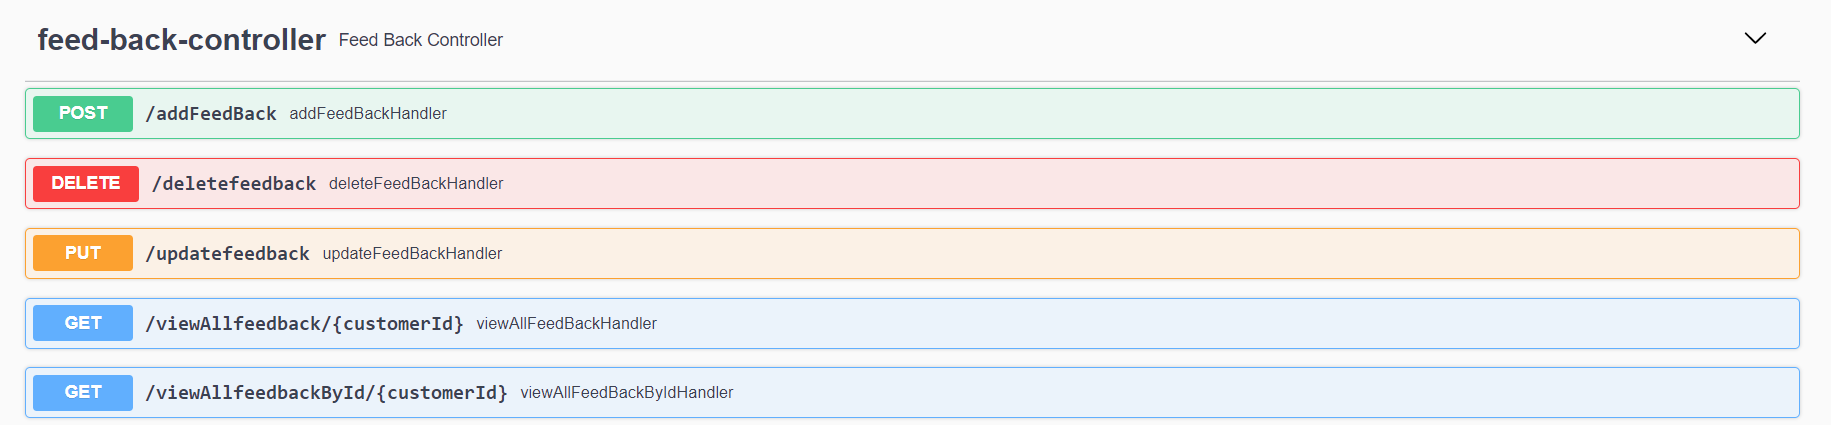 feed-back-controller Feed Back Controller
POST /addFeedBack addFeedBackHandler
DELETE /deletefeedback deleteFeedBackHandler
PUT /updatefeedback updateFeedBackHandler
GET /viewAllfeedback/{customerId} viewAllFeedBackHandler
GET /viewAllfeedbackById/{customerId} viewAllFeedBackByIdHandler